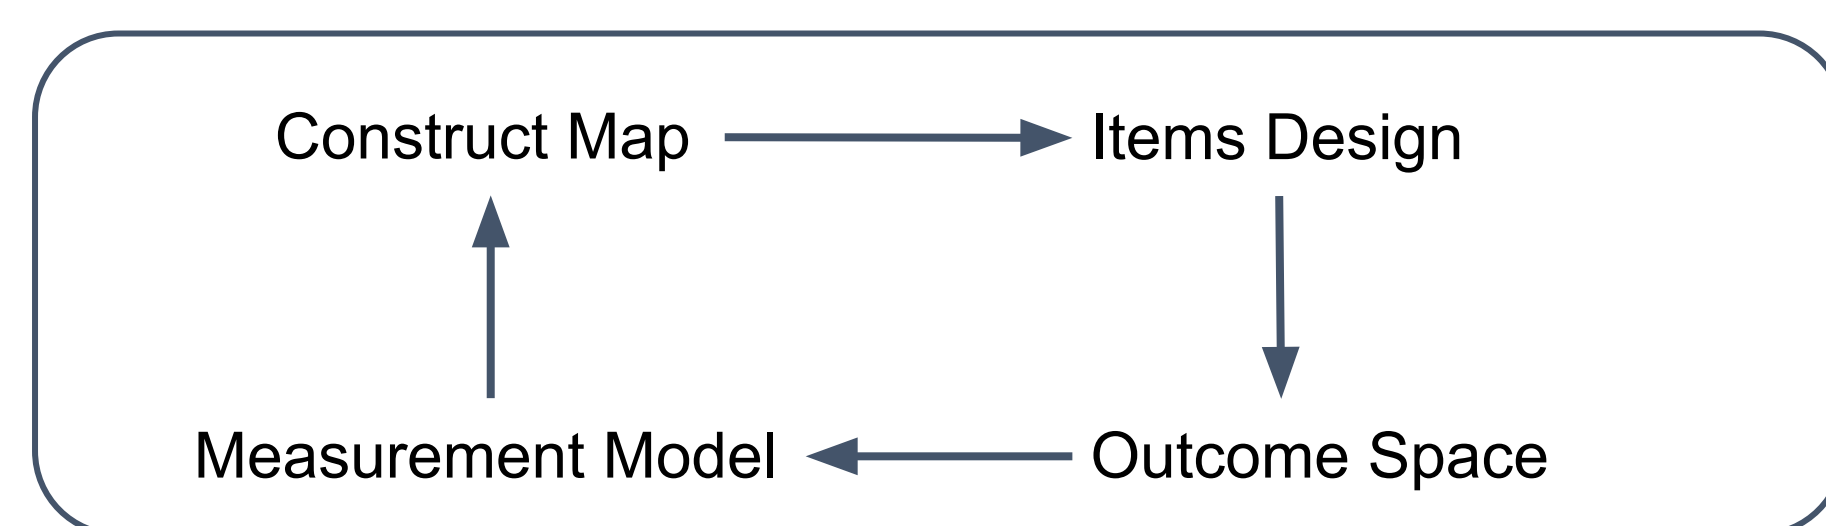 Construct Map
Items Design
Measurement Model
Outcome Space